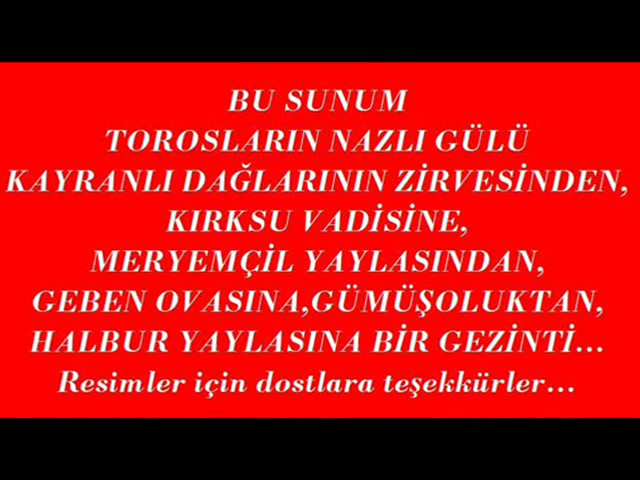 BU SUNUM
TOROSLARIN NAZLI GÜLÜ
KAYRANLI DAĞLARININ ZİRVESİNDEN,
KIRKSU VADİSİNE,
MERYEMÇİL YAYLASINDAN,
GEBEN OVASINA,GÜMÜŞOLUKTAN,
HALBUR YAYLASINA BİR GEZİNTİ...
Resimler için dostlara teşekkürler...